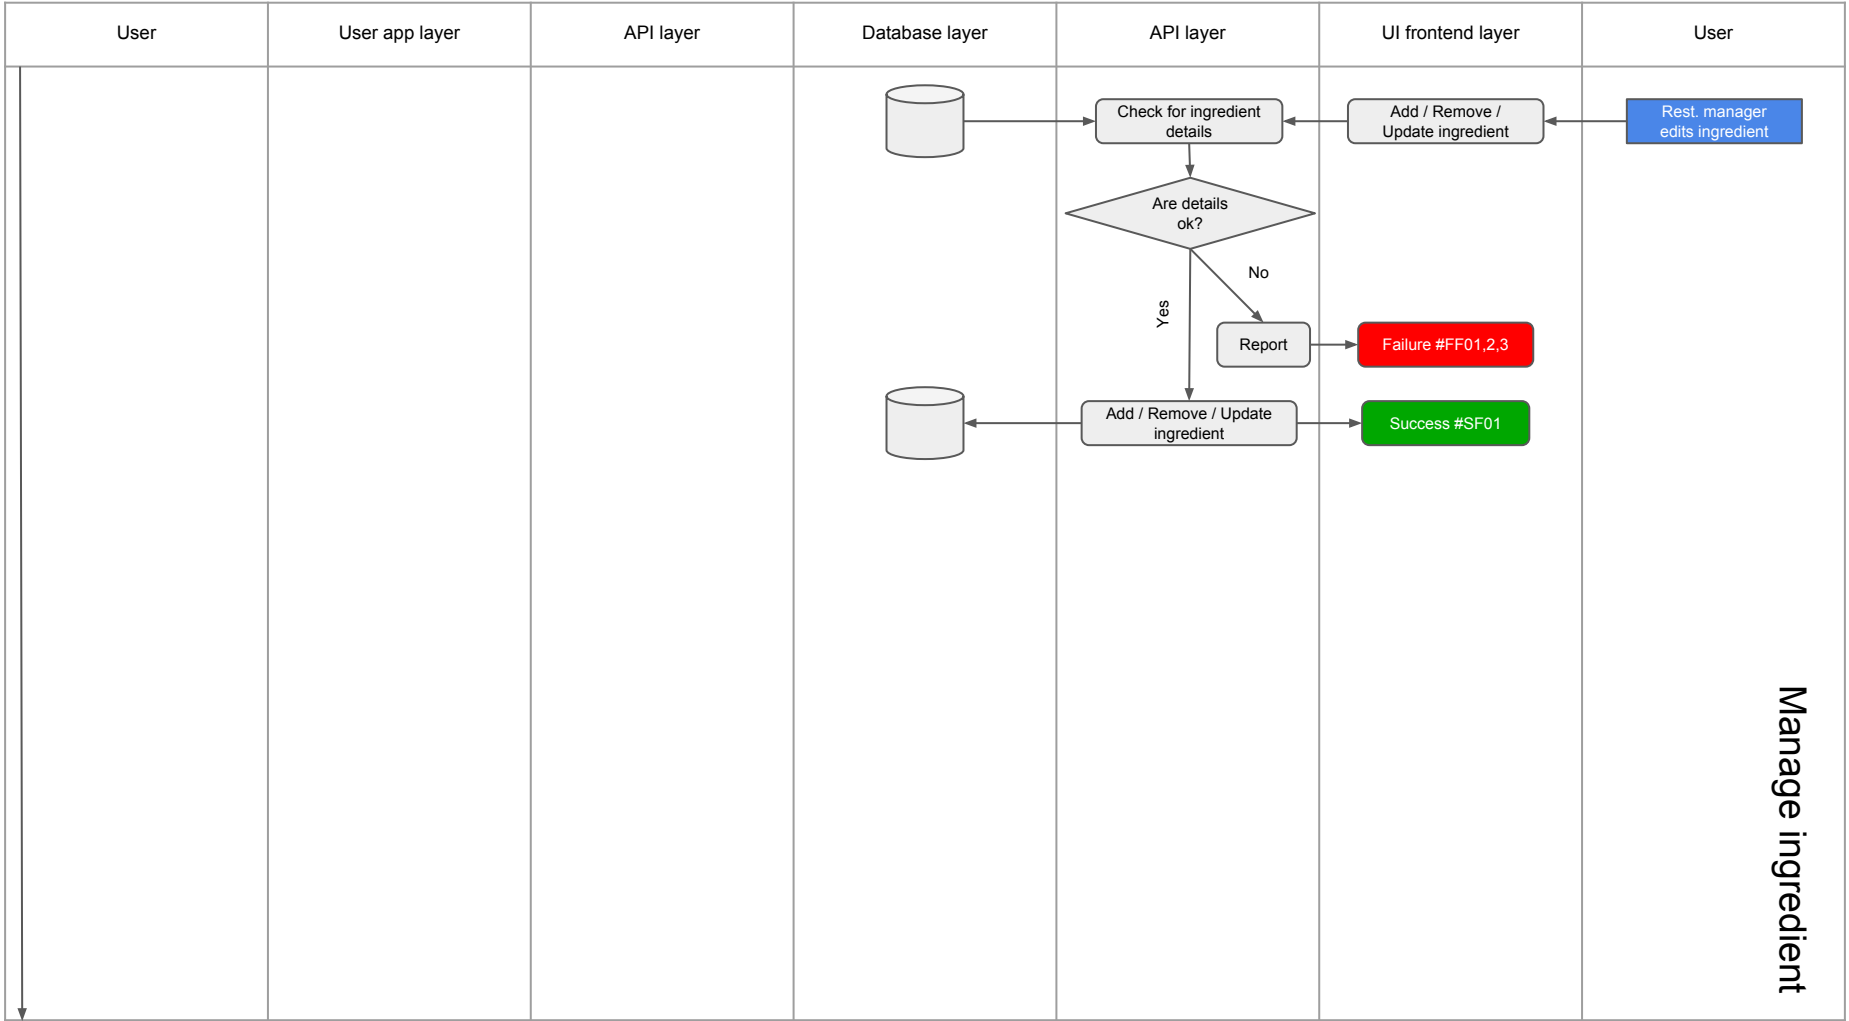 User
User app layer
API layer
Database layer
API layer
UI frontend layer
User
Check for ingredient
details
Add / Remove /
Update ingredient
Rest. manager
edits ingredient
Are details
ok?
No
Yes
Report
Failure #FF01,2,3
Add / Remove / Update
ingredient
Success #SF01
Manage ingredient